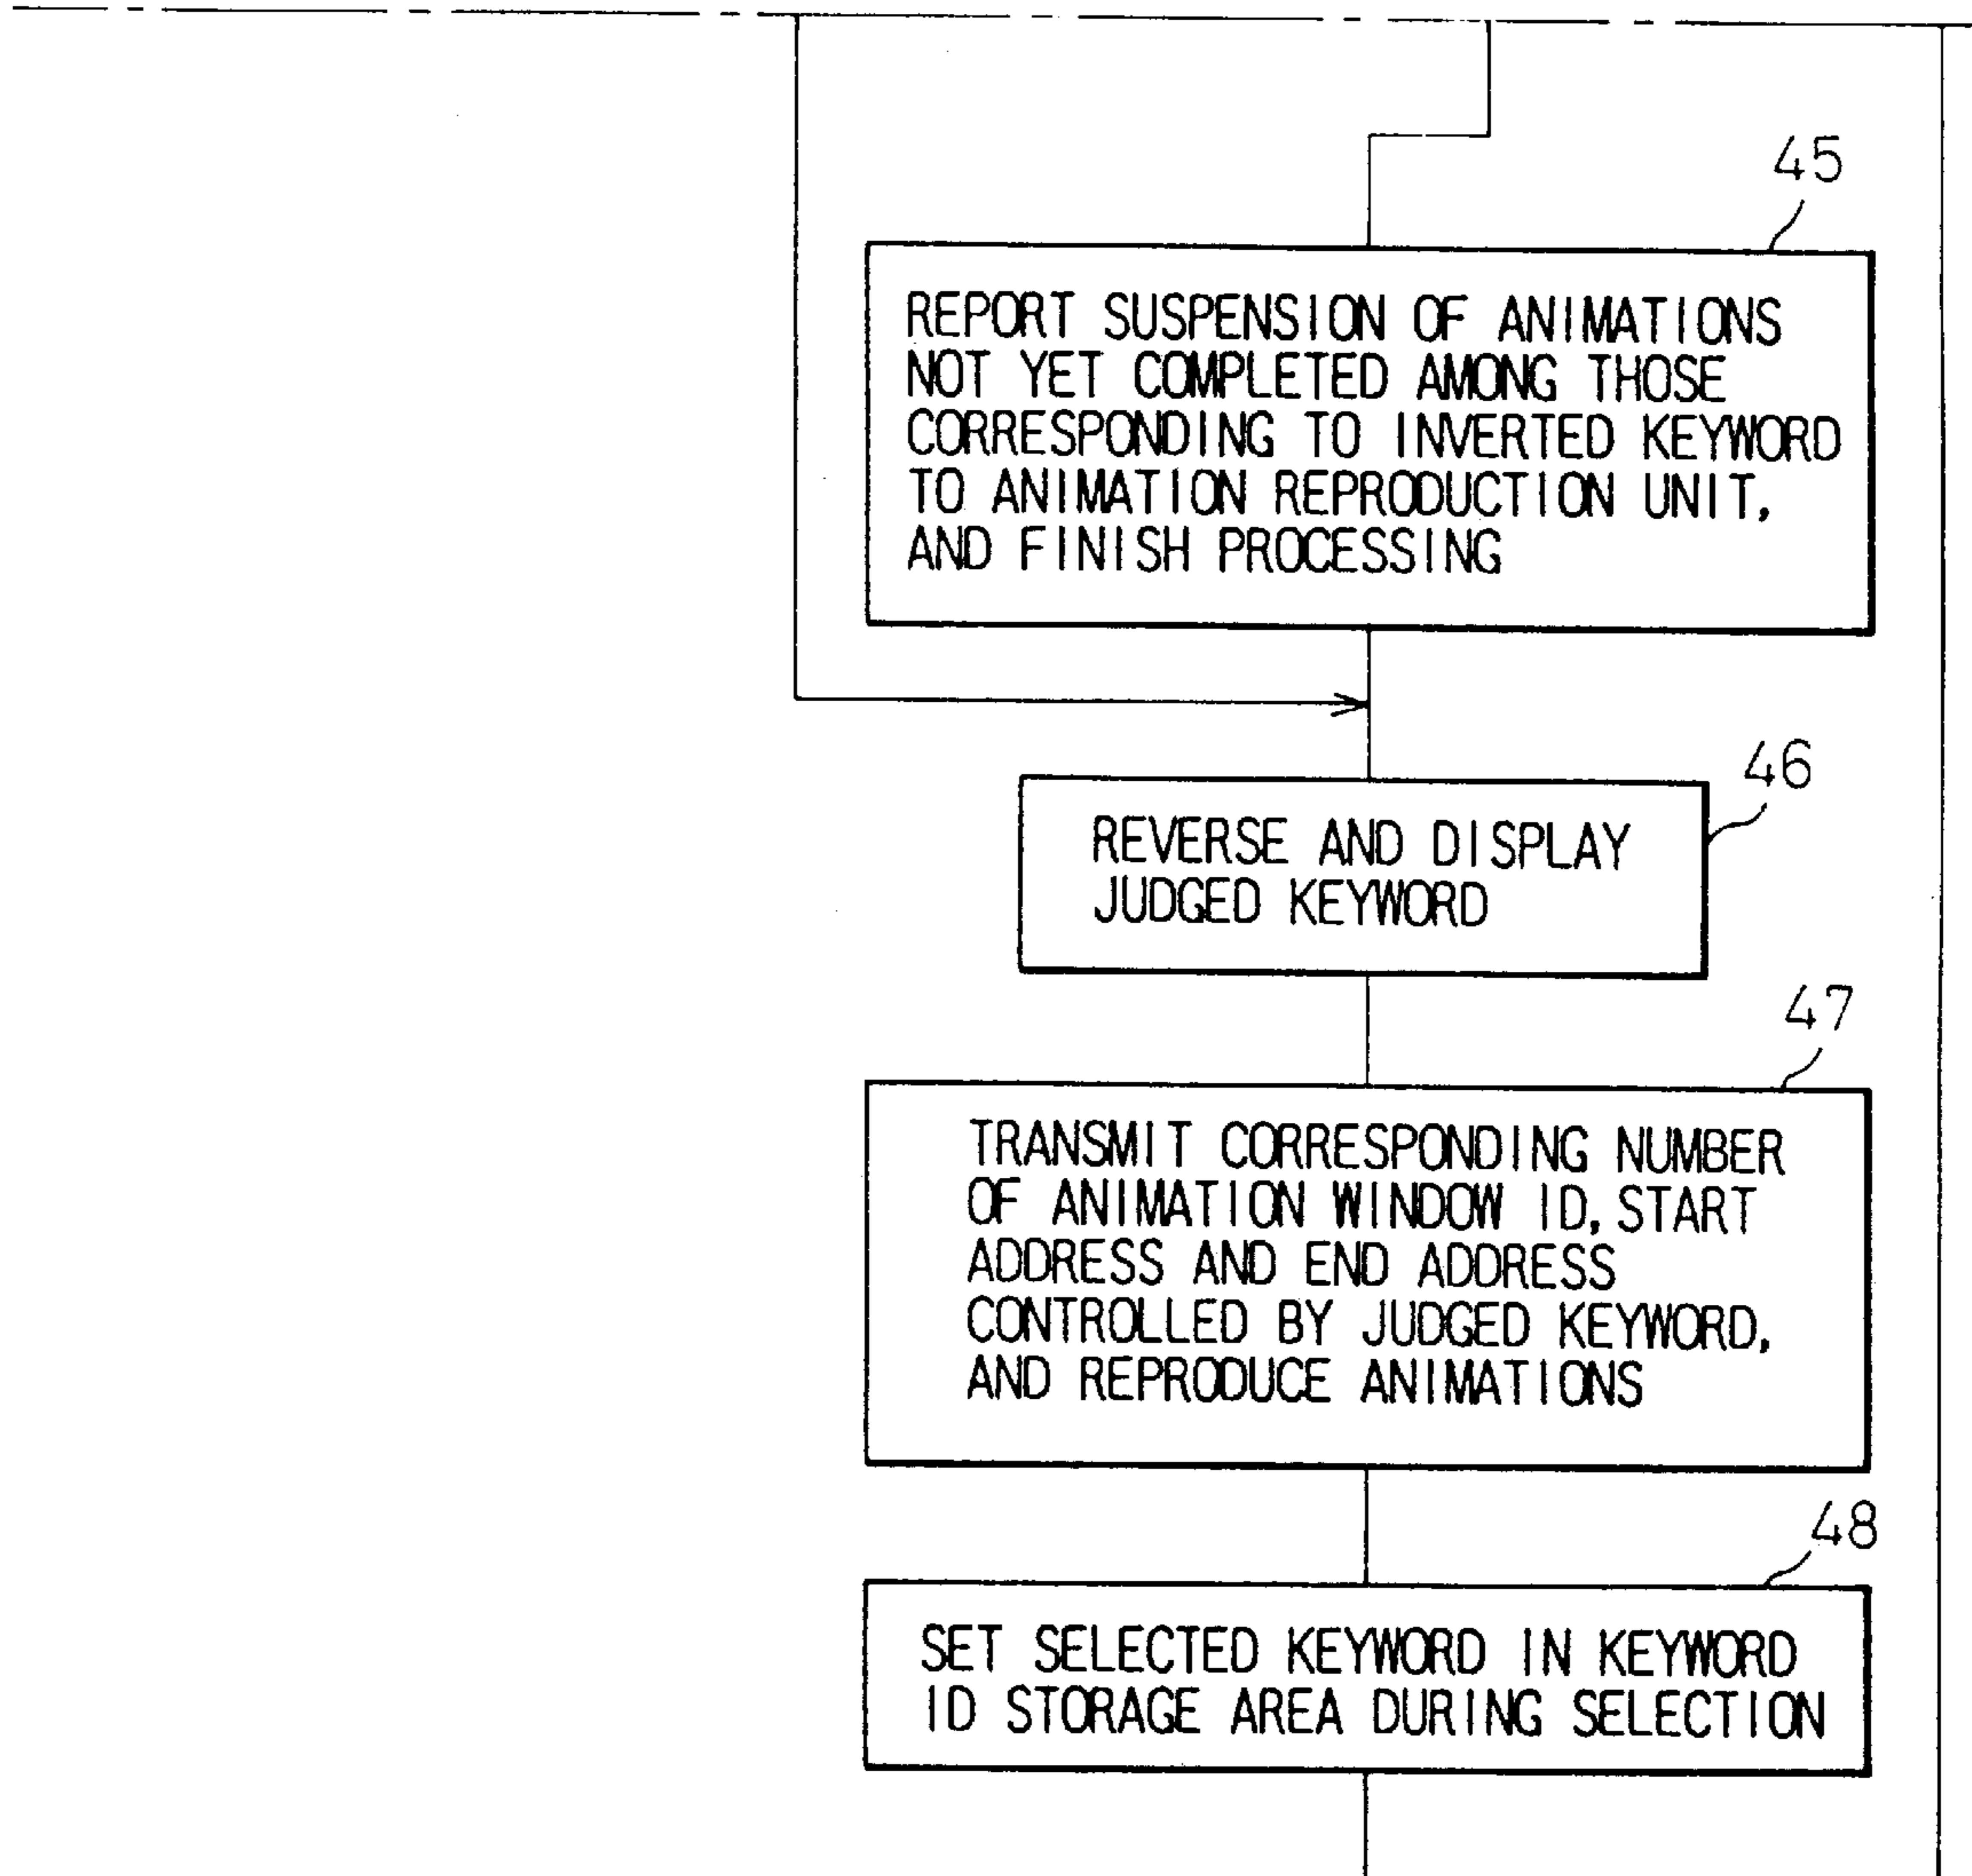 45
REPORT SUSPENSION OF ANIMATIONS
NOT YET COMPLETED AMONG THOSE
CORRESPONDING TO INVERTED KEYWORD
TO ANIMATION REPRODUCTION UNIT,
AND FINISH PROCESSING
46
REVERSE AND DISPLAY
JUDGED KEYWORD
47
TRANSMIT CORRESPONDING NUMBER
OF ANIMATION WINDOW ID, START
ADDRESS AND END ADDRESS
CONTROLLED BY JUDGED KEYWORD,
AND REPRODUCE ANIMATIONS
48
SET SELECTED KEYWORD IN KEYWORD
ID STORAGE AREA DURING SELECTION